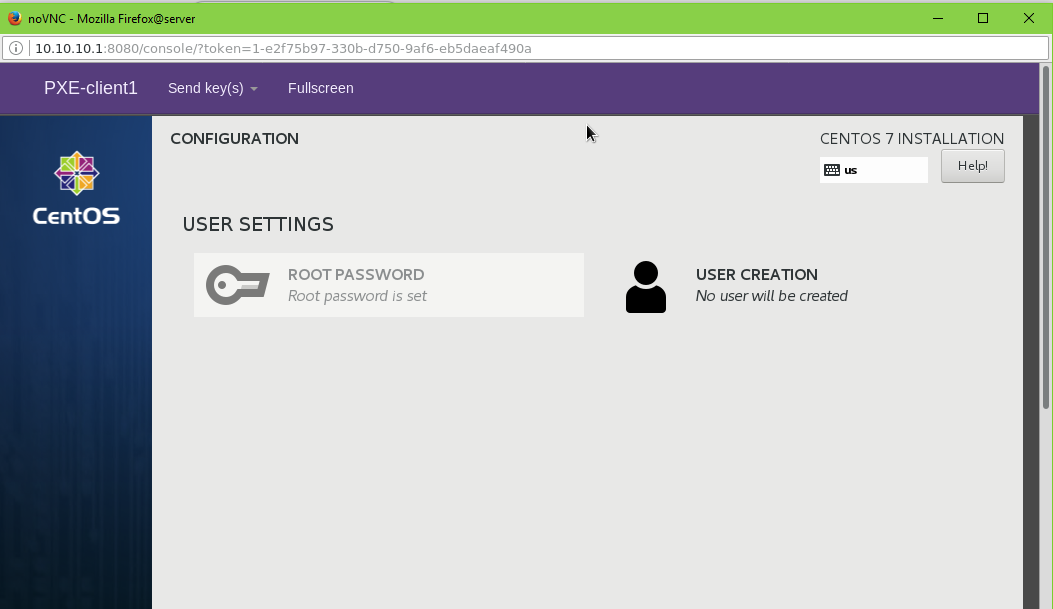 noVNC - Mozilla Firefox@server
10.10.10.1:8080/console/?token=1-e2f75b97-330b-d750-9af6-eb5daeaf490a
PXE-client1 Send key(s) Fullscreen
CONFIGURATION
CENTOS 7 INSTALLATION
us
Help!
CentOS
USER SETTINGS
ROOT PASSWORD
Root password is set
USER CREATION
No user will be created